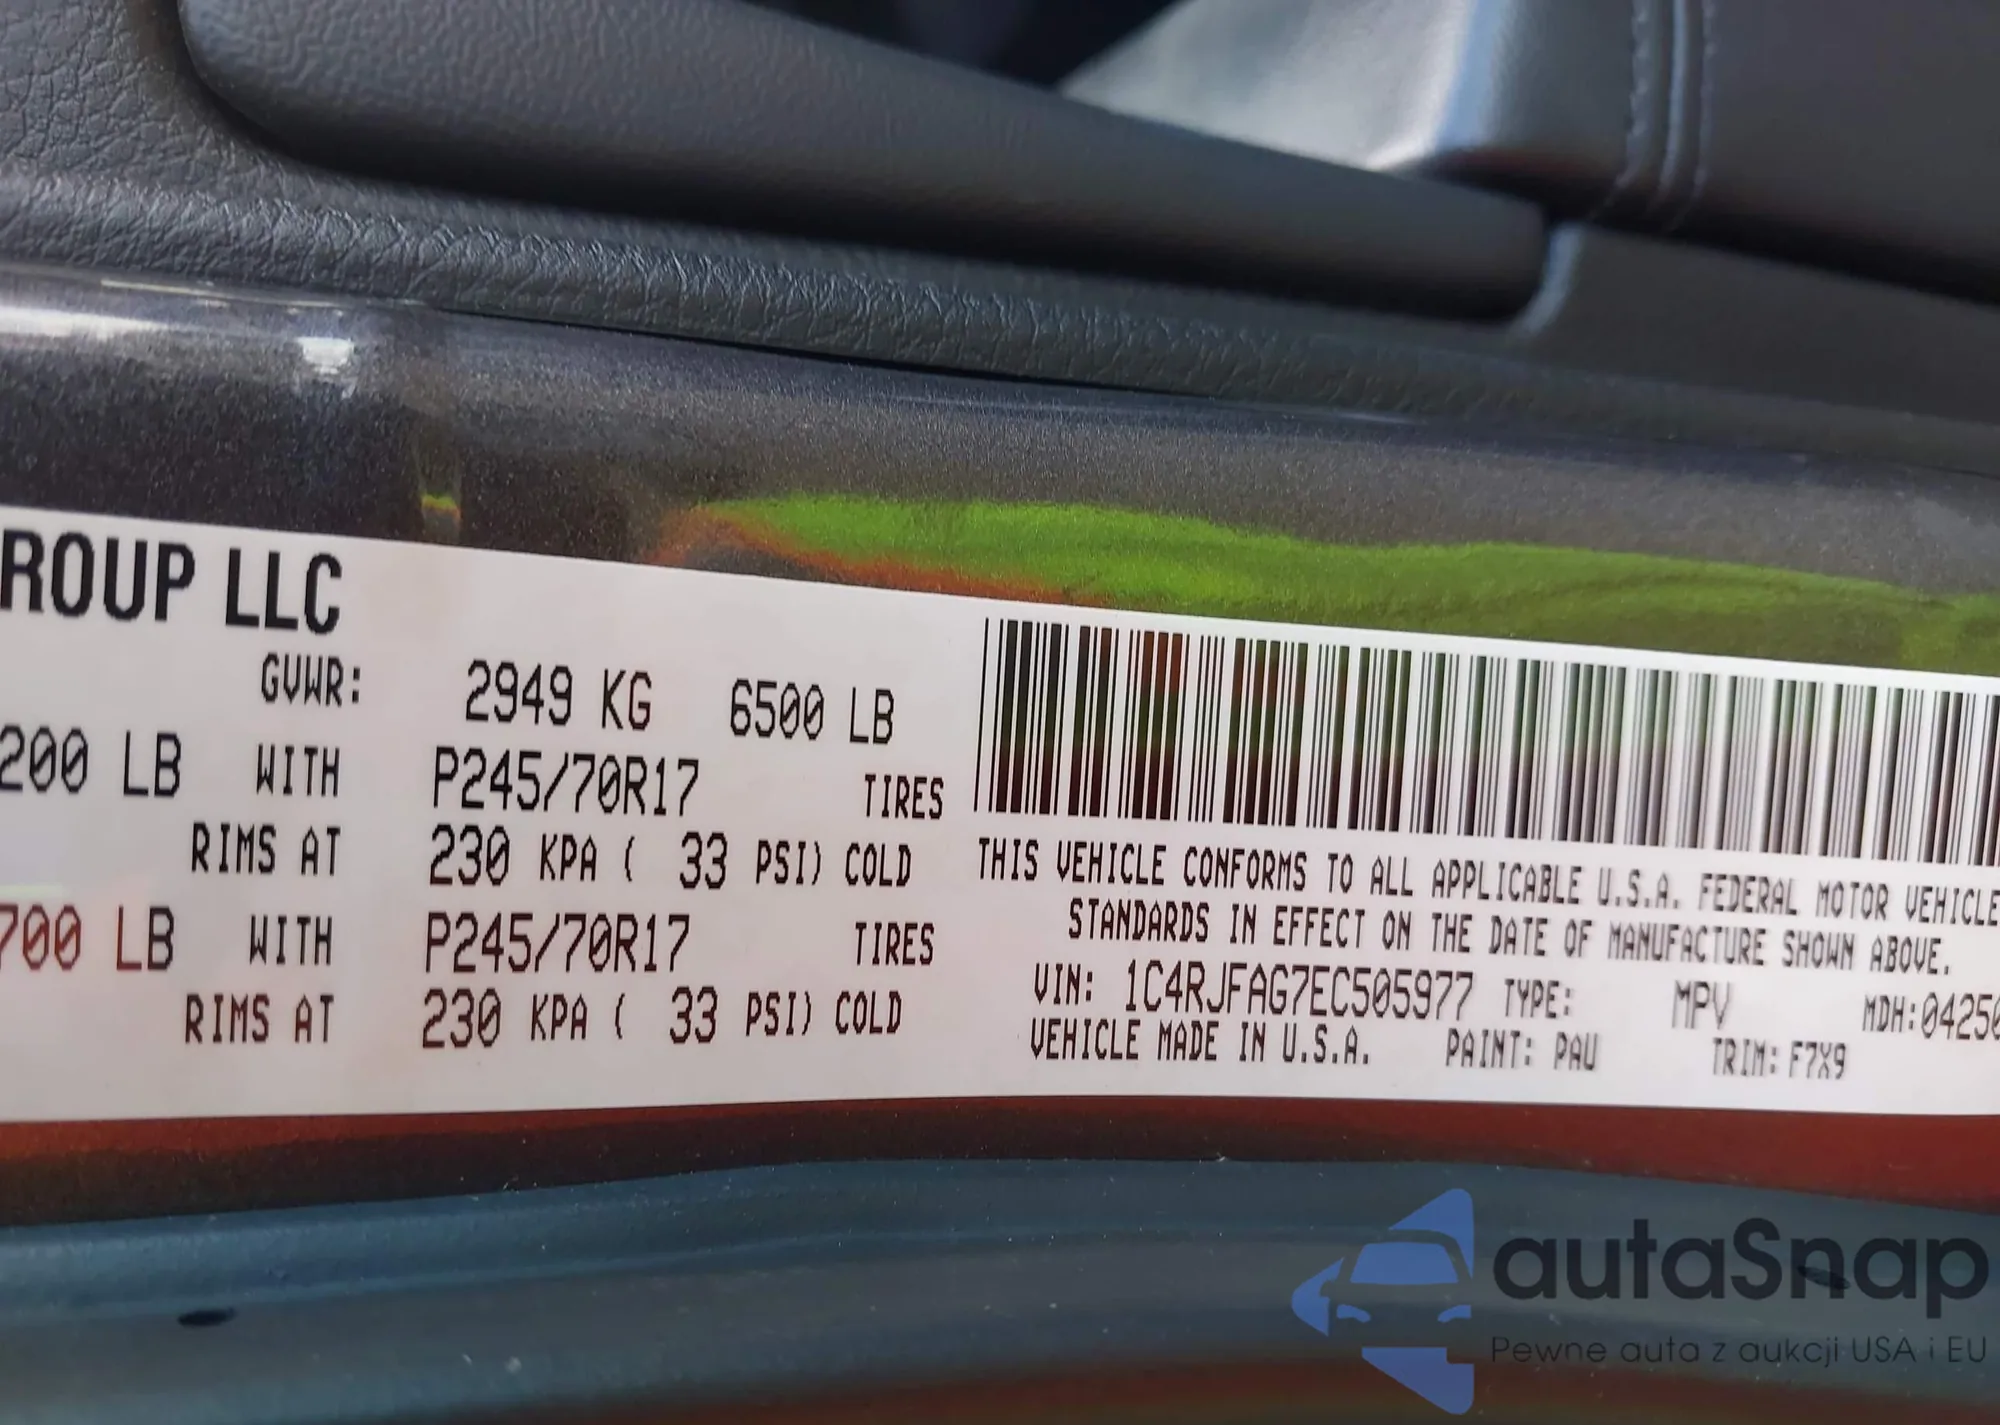 ROUP LLC
GVWR: 2949 KG 6500 LB
200 LB WITH P245/70R17 TIRES
RIMS AT 230 KPA ( 33 PSI) COLD
700 LB WITH P245/70R17 TIRES
RIMS AT 230 KPA ( 33 PSI) COLD
THIS VEHICLE CONFORMS TO ALL APPLICABLE U.S.A. FEDERAL MOTOR VEHICLE
STANDARDS IN EFFECT ON THE DATE OF MANUFACTURE SHOWN ABOVE.
VIN: 1C4RJFAG7EC505977 TYPE: MPV MDH:04250
VEHICLE MADE IN U.S.A. PAINT: PAU TRIM: F7X9
autaSnap
Pewne auta z aukcji USA i EU